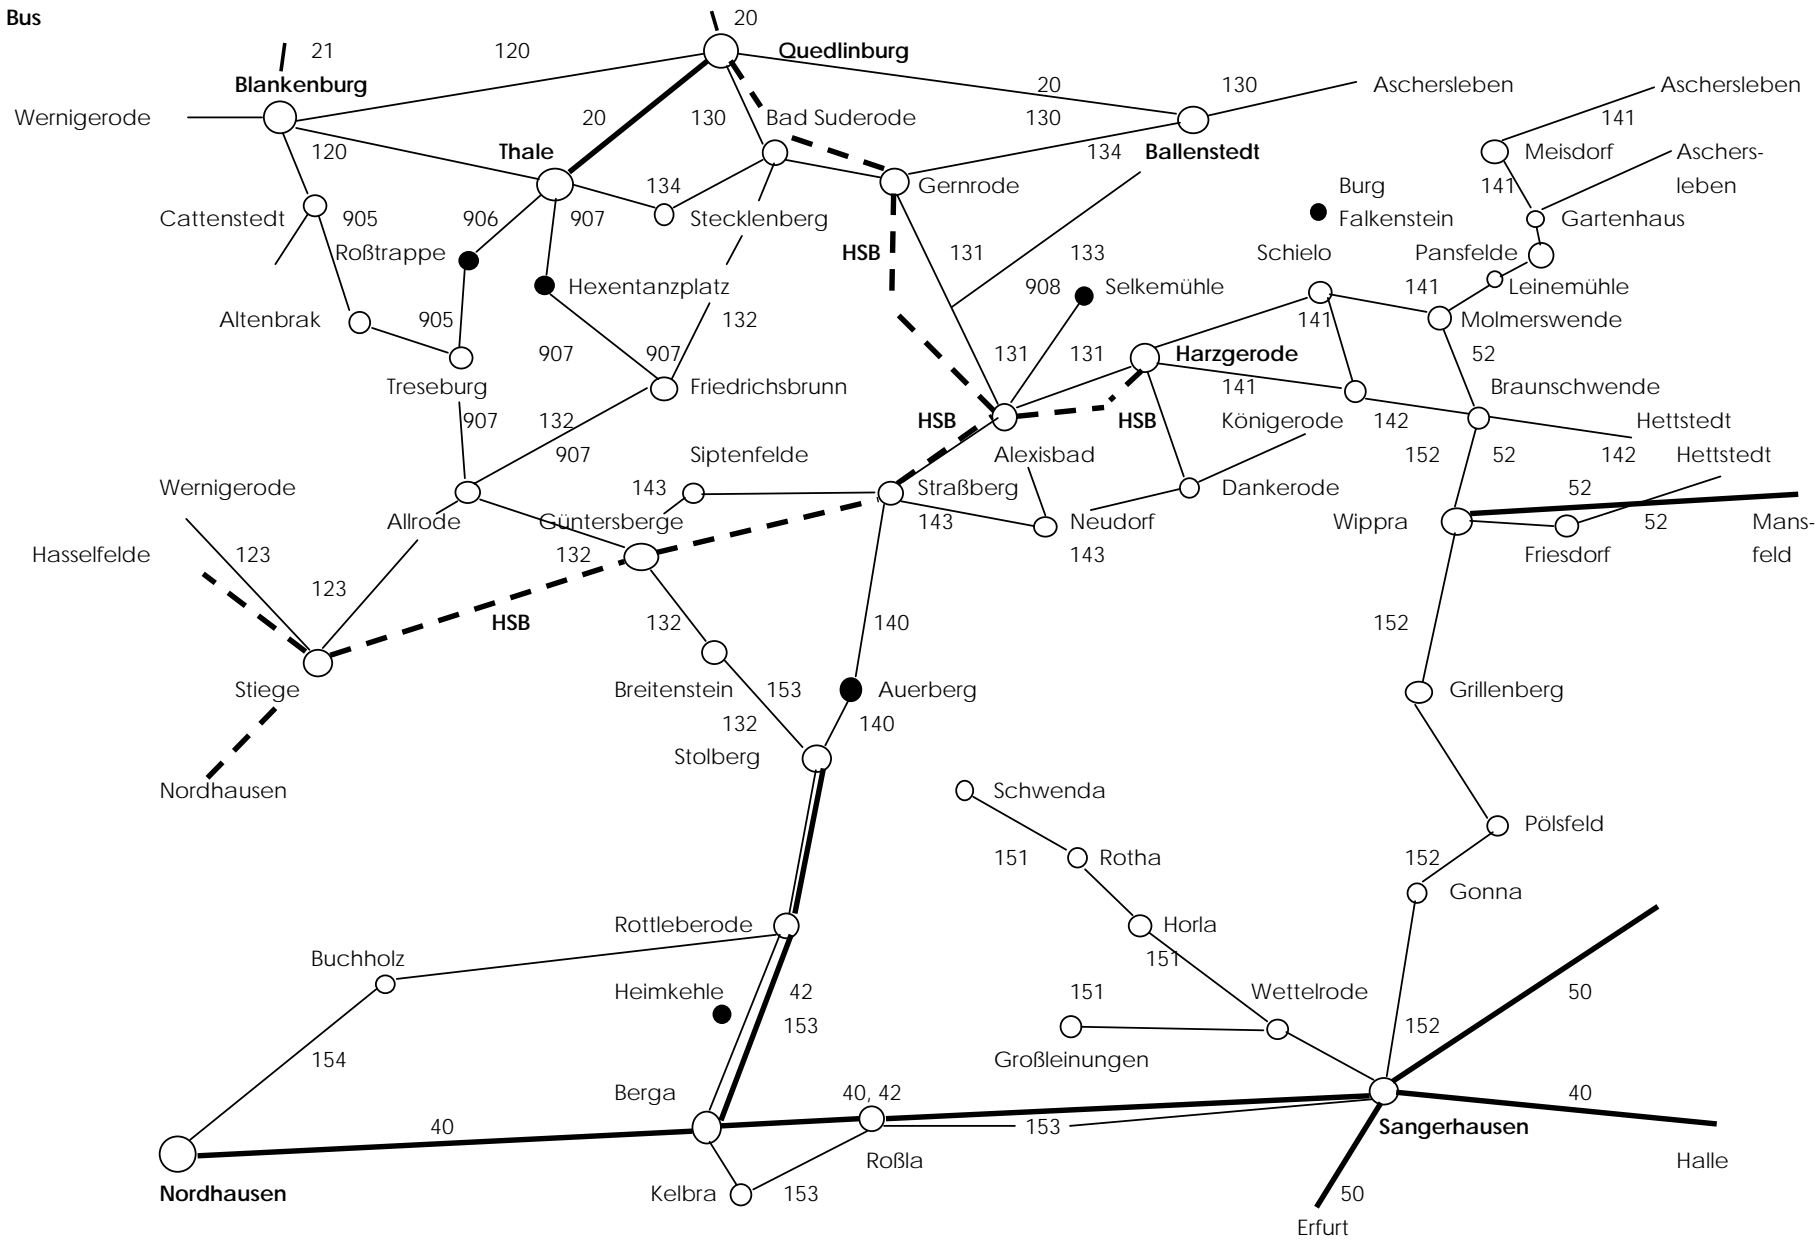 Bus
20
21
120
Quedlinburg
Blankenburg
20
130
Aschersleben
Aschersleben
Wernigerode
20
130
Bad Suderode
130
141
120
Thale
134
Ballenstedt
Meisdorf
Aschers-
leben
134
Gernrode
Burg
Falkenstein
141
Cattenstedt
905
906
907
Stecklenberg
Gartenhaus
Roßtrappe
HSB
131
133
Schielo
Pansfelde
Hexentanzplatz
908
Selkemühle
141
Leinemühle
Altenbrak
905
132
141
Molmerswende
907
907
131
131
Harzgerode
52
Treseburg
Friedrichsbrunn
141
Braunschwende
907
132
HSB
HSB
Königerode
142
Hettstedt
907
Siptenfelde
Alexisbad
152
52
142
Hettstedt
Wernigerode
143
Straßberg
Dankerode
52
Allrode
Güntersberge
143
Neudorf
Wippra
52
Mans-
feld
Hasselfelde
123
132
143
Friesdorf
123
HSB
132
140
152
Stiege
Breitenstein
153
Auerberg
Grillenberg
132
140
Stolberg
Nordhausen
Schwenda
Pölsfeld
151
Rotha
152
Gonna
Rottleberode
Horla
Buchholz
151
Heimkehle
42
151
Wettelrode
50
153
152
154
Großleinungen
Berga
40, 42
40
40
153
Sangerhausen
Roßla
Halle
Nordhausen
Kelbra
153
50
Erfurt